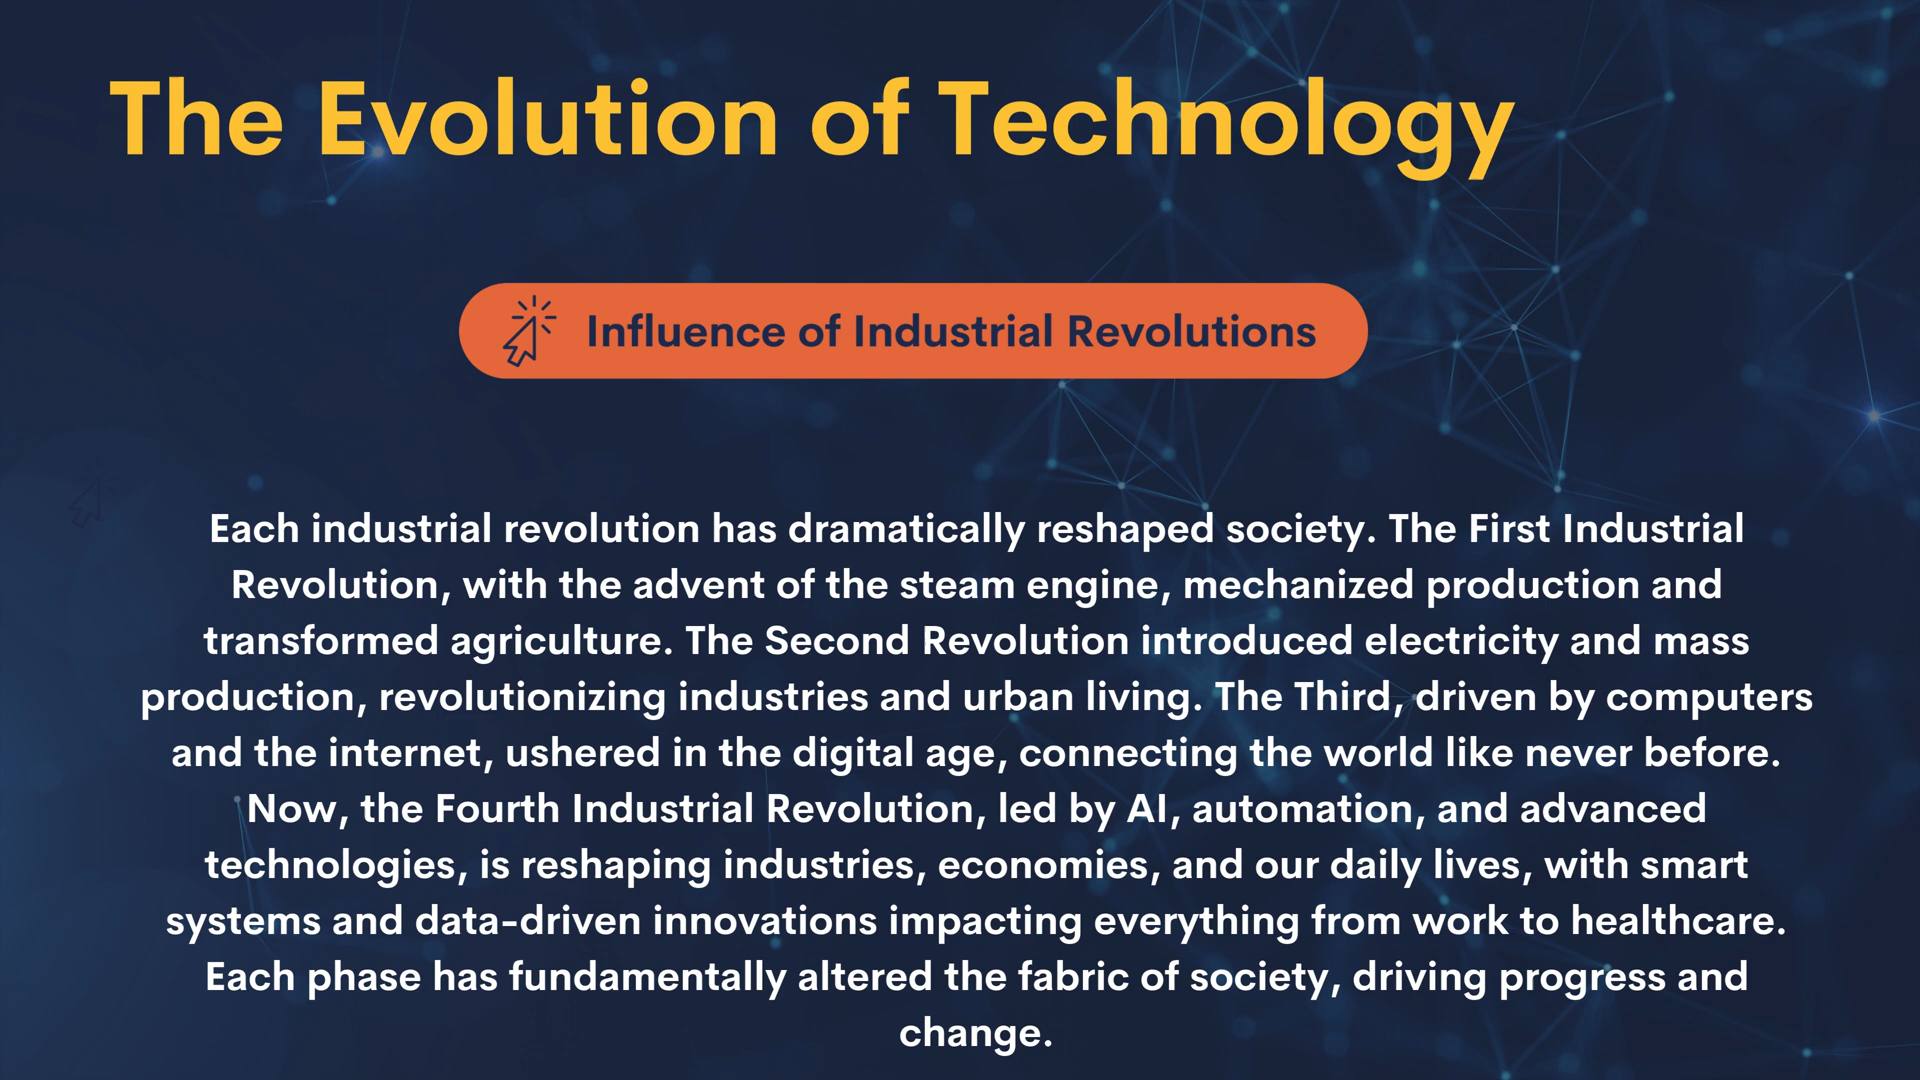 The Evolution of Technology
Influence of Industrial Revolutions
Each industrial revolution has dramatically reshaped society. The First Industrial
Revolution, with the advent of the steam engine, mechanized production and
transformed agriculture. The Second Revolution introduced electricity and mass
production, revolutionizing industries and urban living. The Third, driven by computers
and the internet, ushered in the digital age, connecting the world like never before.
Now, the Fourth Industrial Revolution, led by AI, automation, and advanced
technologies, is reshaping industries, economies, and our daily lives, with smart
systems and data-driven innovations impacting everything from work to healthcare.
Each phase has fundamentally altered the fabric of society, driving progress and
change.